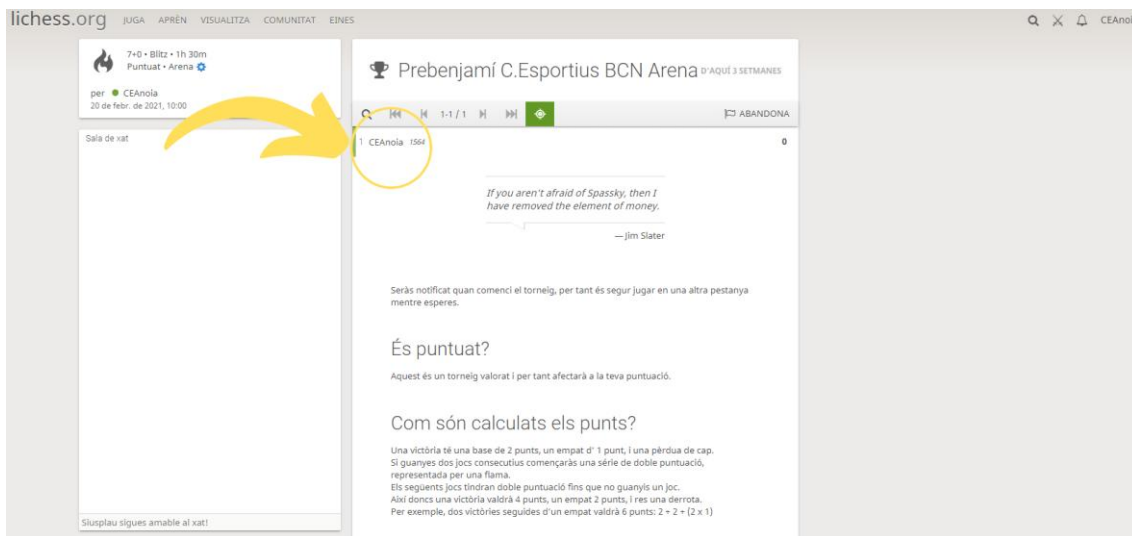 lichess.org JUGA APRÈN VISUALITZA COMUNITAT EINES
CEAnoi
7+0 • Blitz • 1h 30m
Puntuat • Arena
per CEAnoia
20 de febr. de 2021, 10:00
Sala de xat
Siusplau sigues amable al xat!
Prebenjamí C.Esportius BCN Arena D'AQUÍ 3 SETMANES
1-1 / 1
ABANDONA
1 CEAnoia 1564 0
If you aren't afraid of Spassky, then I
have removed the element of money.
— Jim Slater
Seràs notificat quan comenci el torneig, per tant és segur jugar en una altra pestanya
mentre esperes.
És puntuat?
Aquest és un torneig valorat i per tant afectarà a la teva puntuació.
Com són calculats els punts?
Una victòria té una base de 2 punts, un empat d' 1 punt, i una pèrdua de cap.
Si guanyes dos jocs consecutius començaràs una sèrie de doble puntuació,
representada per una flama.
Els següents jocs tindran doble puntuació fins que no guanyis un joc.
Així doncs una victòria valdrà 4 punts, un empat 2 punts, i res una derrota.
Per exemple, dos victòries seguides d'un empat valdrà 6 punts: 2 + 2 + (2 x 1)